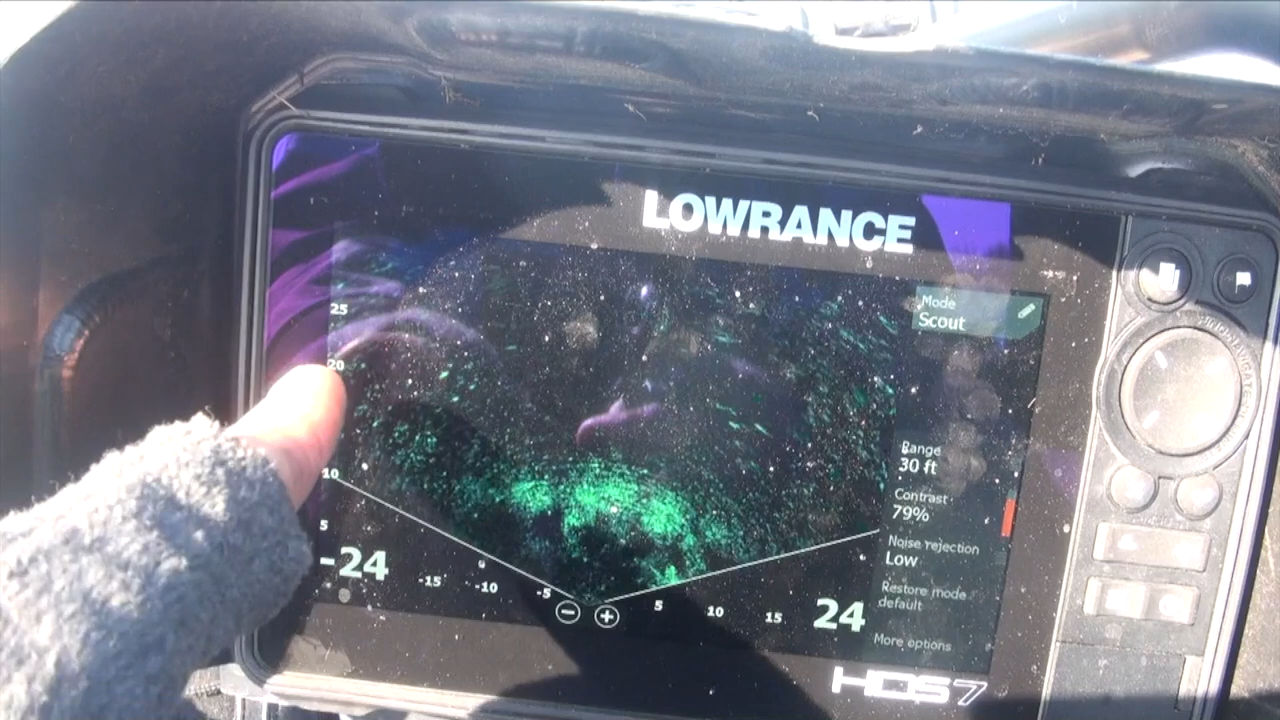 LOWRANCE
Mode
Scout
25
20
10
5
-24
-15
-10
-5
5
10
15
24
Range
30 ft
Contrast
79%
Noise rejection
Low
Restore mode
default
More options
HDS7